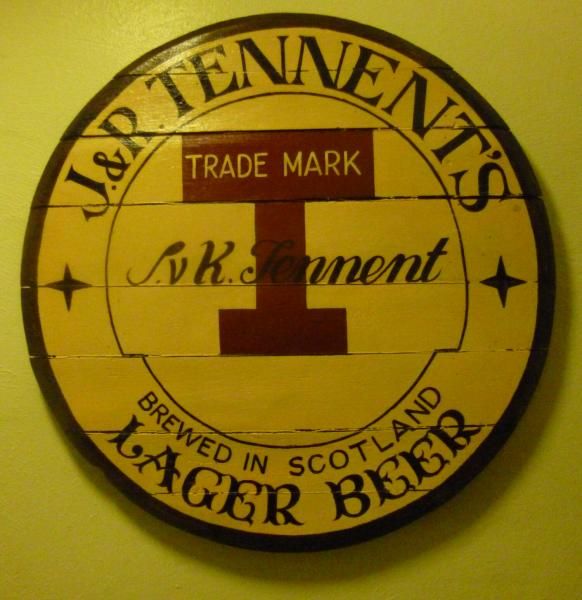 J.&R. TENNENT'S
TRADE MARK
J.v K. Tennent
BREWED IN SCOTLAND
LAGER BEER